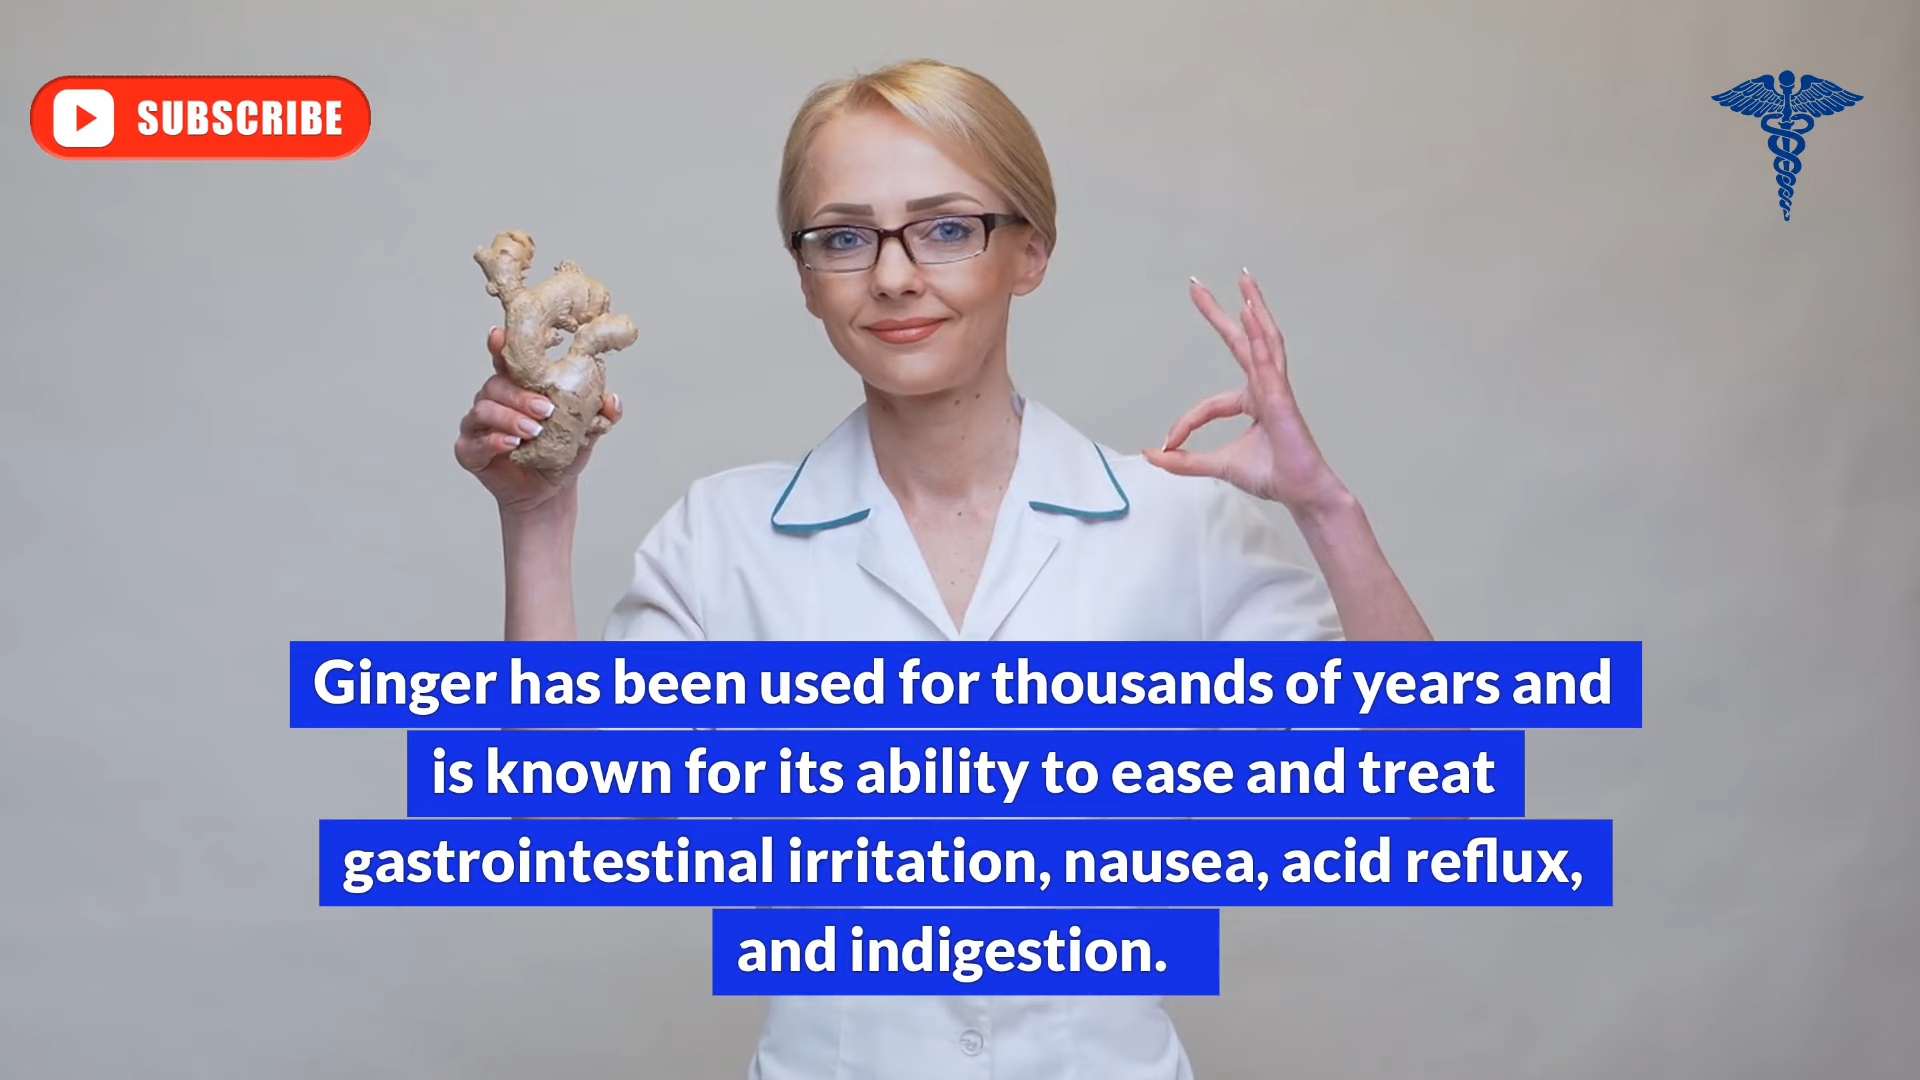 SUBSCRIBE
Ginger has been used for thousands of years and
is known for its ability to ease and treat
gastrointestinal irritation, nausea, acid reflux,
and indigestion.